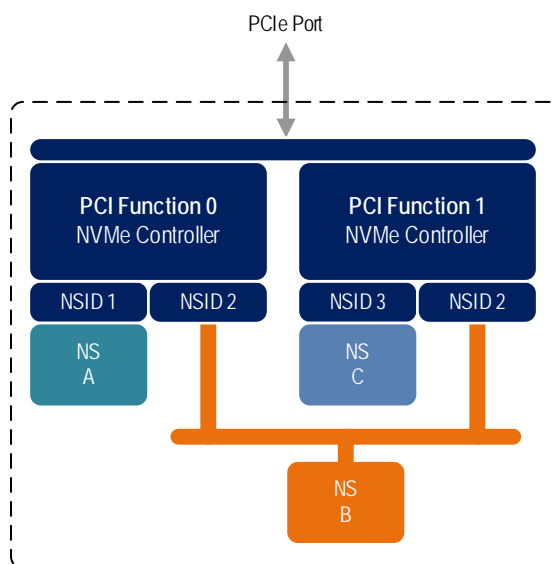 PCIe Port
PCI Function 0
NVMe Controller
PCI Function 1
NVMe Controller
NSID 1
NSID 2
NSID 3
NSID 2
NS
A
NS
C
NS
B